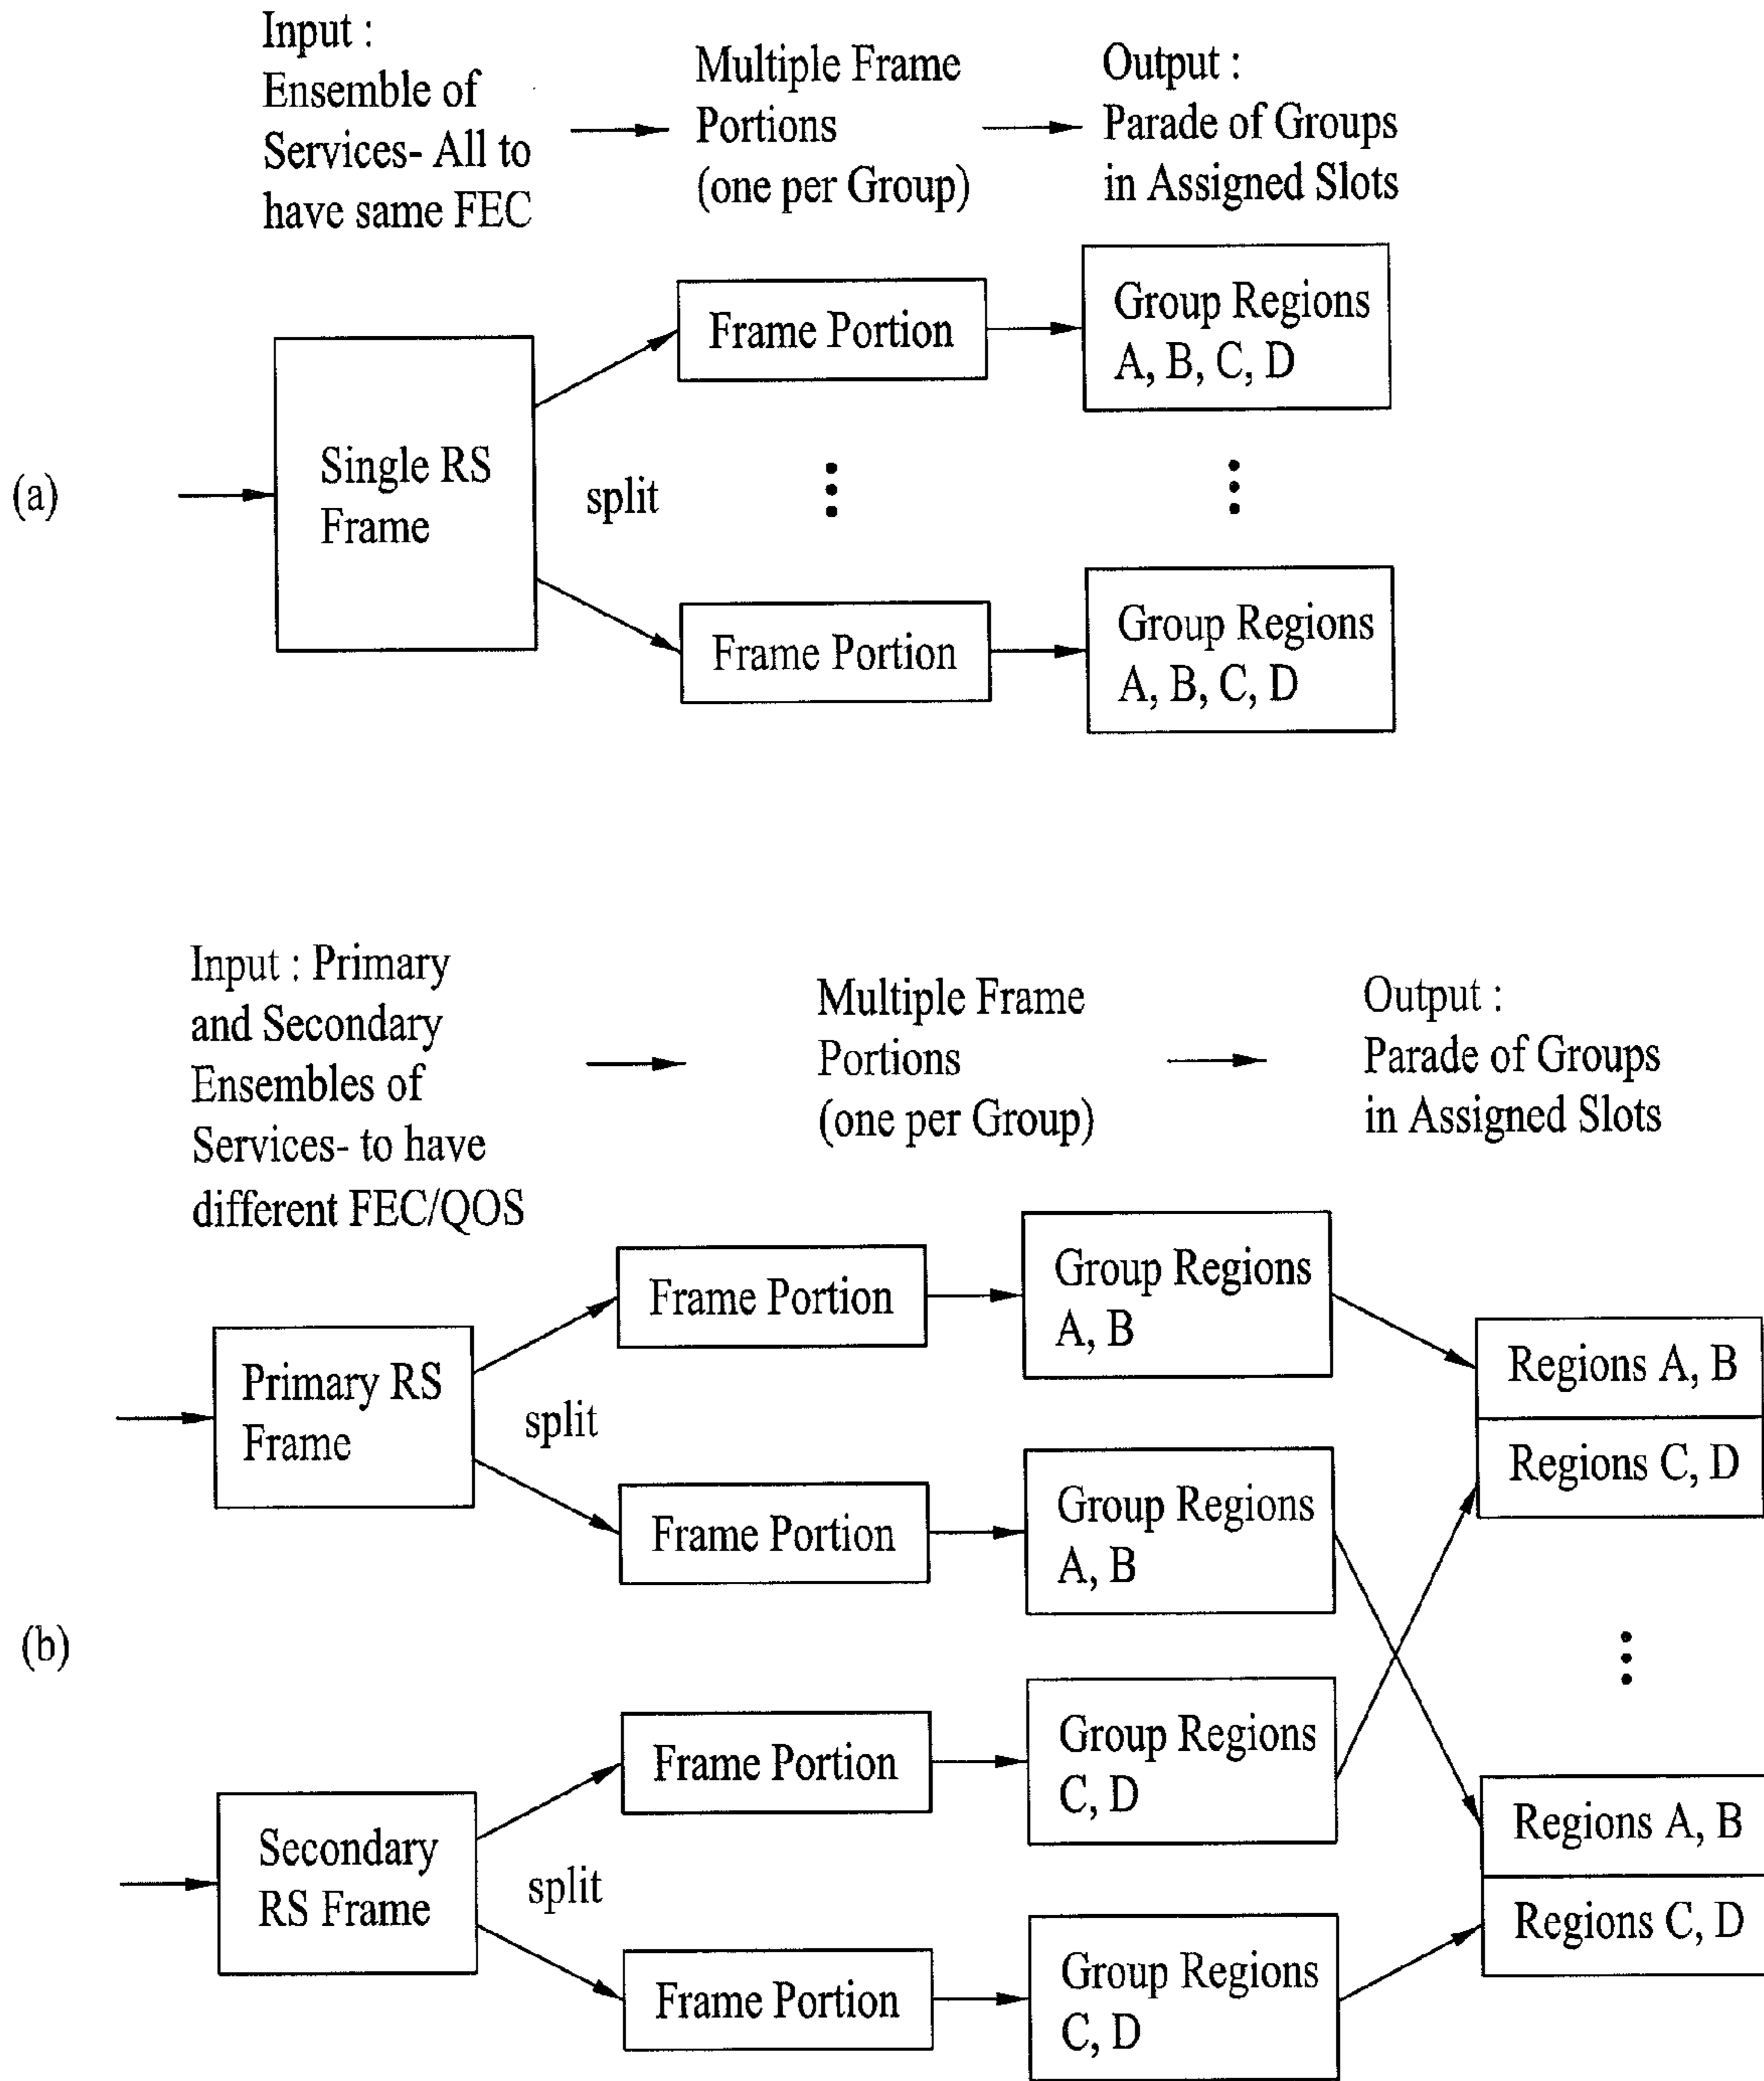 Input :
Ensemble of
Services- All to
have same FEC
Multiple Frame
Portions
(one per Group)
Output :
Parade of Groups
in Assigned Slots
(a)
Single RS
Frame
split
Frame Portion
Group Regions
A, B, C, D
Frame Portion
Group Regions
A, B, C, D
Input : Primary
and Secondary
Ensembles of
Services- to have
different FEC/QOS
Multiple Frame
Portions
(one per Group)
Output :
Parade of Groups
in Assigned Slots
(b)
Primary RS
Frame
split
Frame Portion
Group Regions
A, B
Frame Portion
Group Regions
A, B
Secondary
RS Frame
split
Frame Portion
Group Regions
C, D
Frame Portion
Group Regions
C, D
Regions A, B
Regions C, D
Regions A, B
Regions C, D